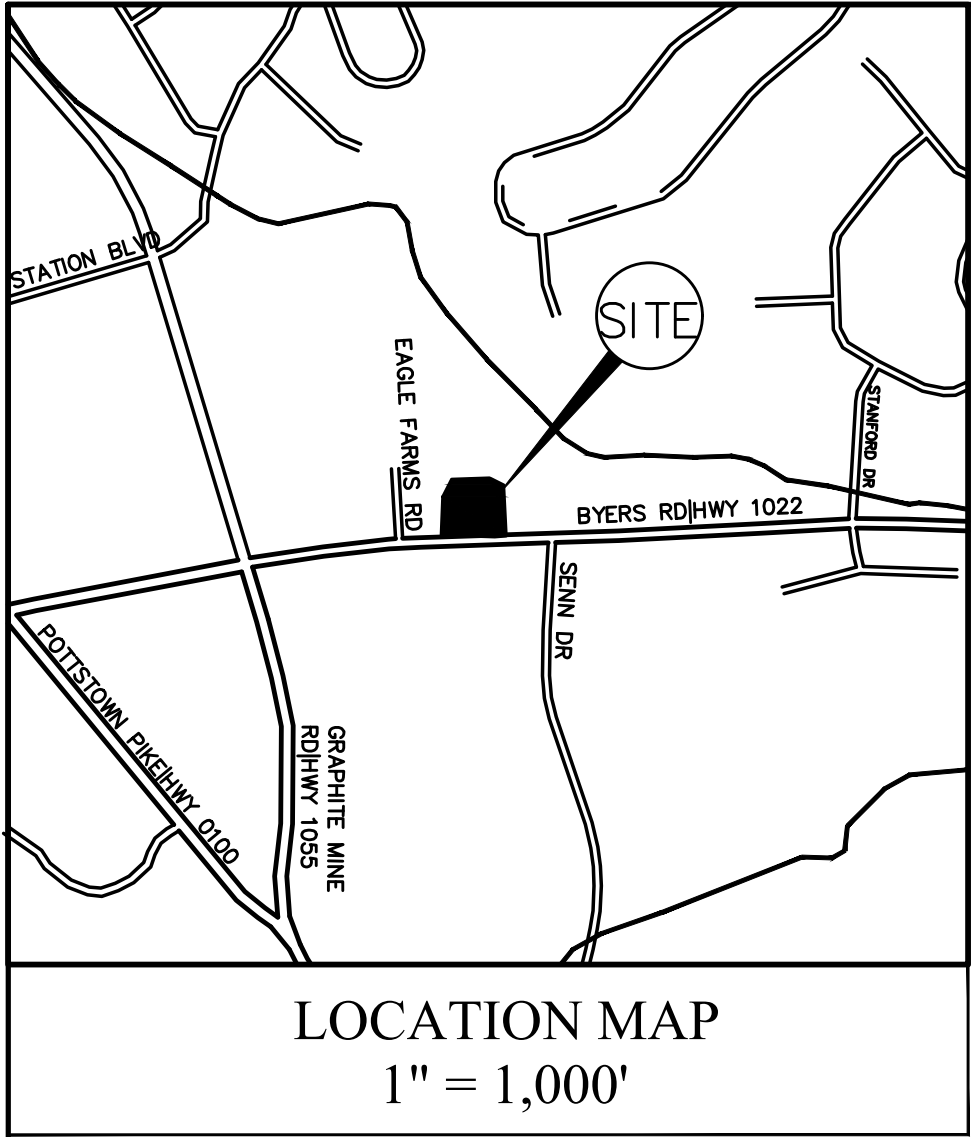 STATION BLVD
SITE
EAGLE FARMS RD
STANFORD DR
BYERS RD|HWY 1022
SENN DR
POTTSTOWN PIKE|HWY 0100
GRAPHITE MINE
RD|HWY 1055
LOCATION MAP
1" = 1,000'